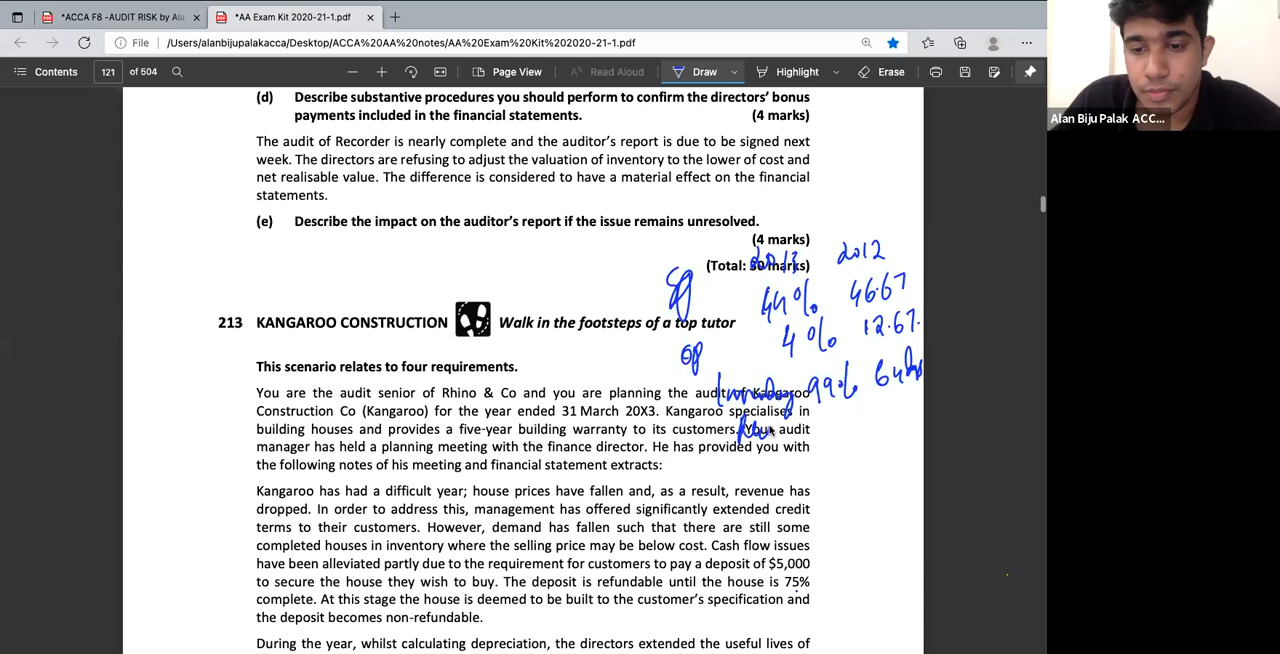 *ACCA F8 -AUDIT RISK by Ala
*AA Exam Kit 2020-21-1.pdf
File
/Users/alanbijupalakacca/Desktop/ACCA%20AA%20notes/AA%20Exam%20Kit%202020-21-1.pdf
Contents
121
of 504
Page View
Read Aloud
Draw
Highlight
Erase
Alan Biju Palak ACC...
(d) Describe substantive procedures you should perform to confirm the directors' bonus
payments included in the financial statements. (4 marks)
The audit of Recorder is nearly complete and the auditor's report is due to be signed next
week. The directors are refusing to adjust the valuation of inventory to the lower of cost and
net realisable value. The difference is considered to have a material effect on the financial
statements.
(e) Describe the impact on the auditor's report if the issue remains unresolved.
(4 marks)
(Total: 30 marks)
2013 2012
44% 46.67
4% 12.67.
Inventory 99% 64 days
213 KANGAROO CONSTRUCTION Walk in the footsteps of a top tutor
This scenario relates to four requirements.
You are the audit senior of Rhino & Co and you are planning the audit of Kangaroo
Construction Co (Kangaroo) for the year ended 31 March 20X3. Kangaroo specialises in
building houses and provides a five-year building warranty to its customers. Your audit
manager has held a planning meeting with the finance director. He has provided you with
the following notes of his meeting and financial statement extracts:
Kangaroo has had a difficult year; house prices have fallen and, as a result, revenue has
dropped. In order to address this, management has offered significantly extended credit
terms to their customers. However, demand has fallen such that there are still some
completed houses in inventory where the selling price may be below cost. Cash flow issues
have been alleviated partly due to the requirement for customers to pay a deposit of $5,000
to secure the house they wish to buy. The deposit is refundable until the house is 75%
complete. At this stage the house is deemed to be built to the customer's specification and
the deposit becomes non-refundable.
During the year, whilst calculating depreciation, the directors extended the useful lives of